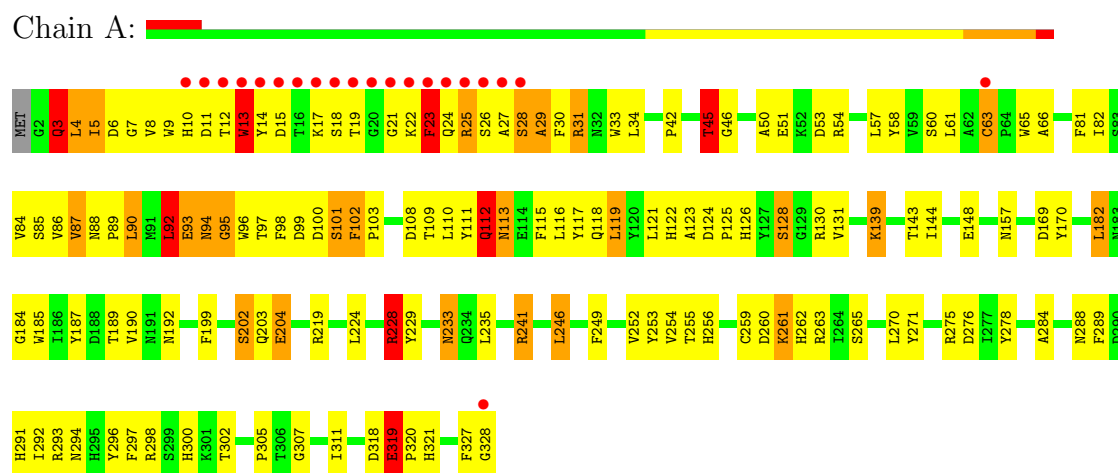 Chain A:
MET G2 Q3 L4 I5 D6 G7 V8 W9 H10 D11 T12 W13 Y14 D15 T16 K17 S18 T19 G20 G21 K22 F23 Q24 R25 S26 A27 S28 A29 F30 R31 N32 W33 L34 P42 T45 G46 A50 E51 K52 D53 R54 L57 Y58 V59 S60 L61 A62 C63 P64 W65 A66 F81 I82 S83
V84 S85 V86 V87 N88 P89 L90 M91 L92 E93 N94 G95 W96 T97 F98 D99 D100 S101 F102 P103 D108 T109 L110 Y111 Q112 N113 E114 F115 L116 Y117 Q118 L119 Y120 L121 H122 A123 D124 P125 H126 Y127 S128 G129 R130 V131 K139 T143 I144 E148 N157 D169 Y170 L182 N183
G184 W185 I186 Y187 D188 T189 V190 N191 N192 F199 S202 Q203 E204 R219 L224 R228 Y229 N233 Q234 L235 R241 L246 F249 V252 Y253 V254 T255 H256 C259 D260 K261 H262 R263 I264 S265 L270 Y271 R275 D276 I277 Y278 A284 N288 F289 D290
H291 I292 R293 N294 H295 Y296 F297 R298 S299 H300 K301 T302 P305 T306 G307 I311 D318 E319 P320 H321 F327 G328